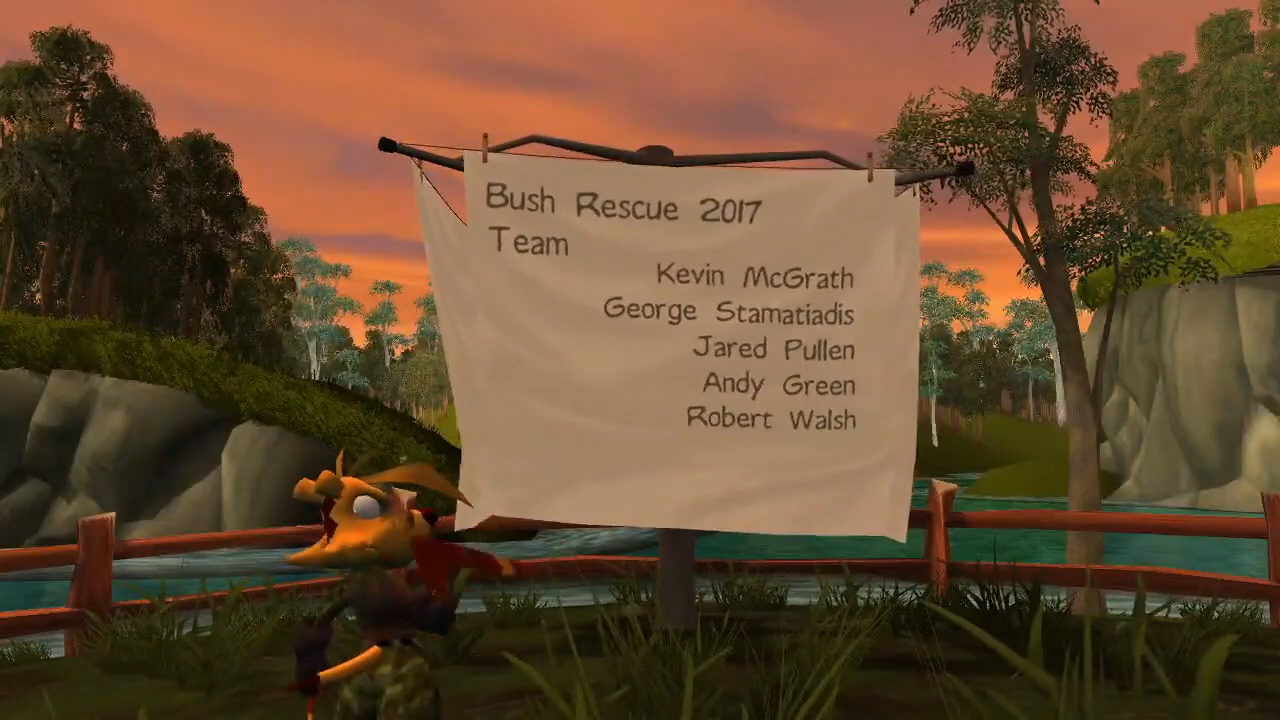 Bush Rescue 2017
Team
Kevin McGrath
George Stamatiadis
Jared Pullen
Andy Green
Robert Walsh